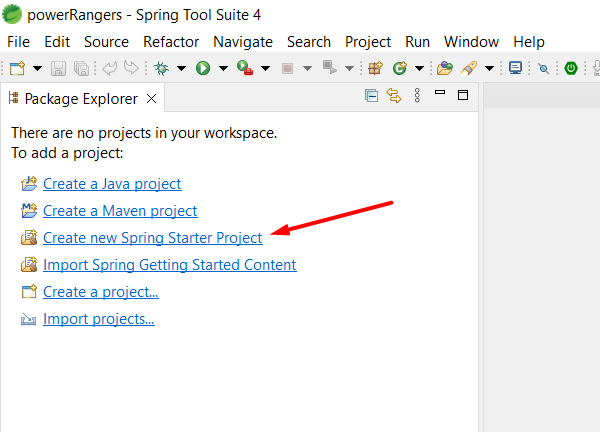 powerRangers - Spring Tool Suite 4
File Edit Source Refactor Navigate Search Project Run Window Help
Package Explorer
There are no projects in your workspace.
To add a project:
Create a Java project
Create a Maven project
Create new Spring Starter Project
Import Spring Getting Started Content
Create a project...
Import projects...